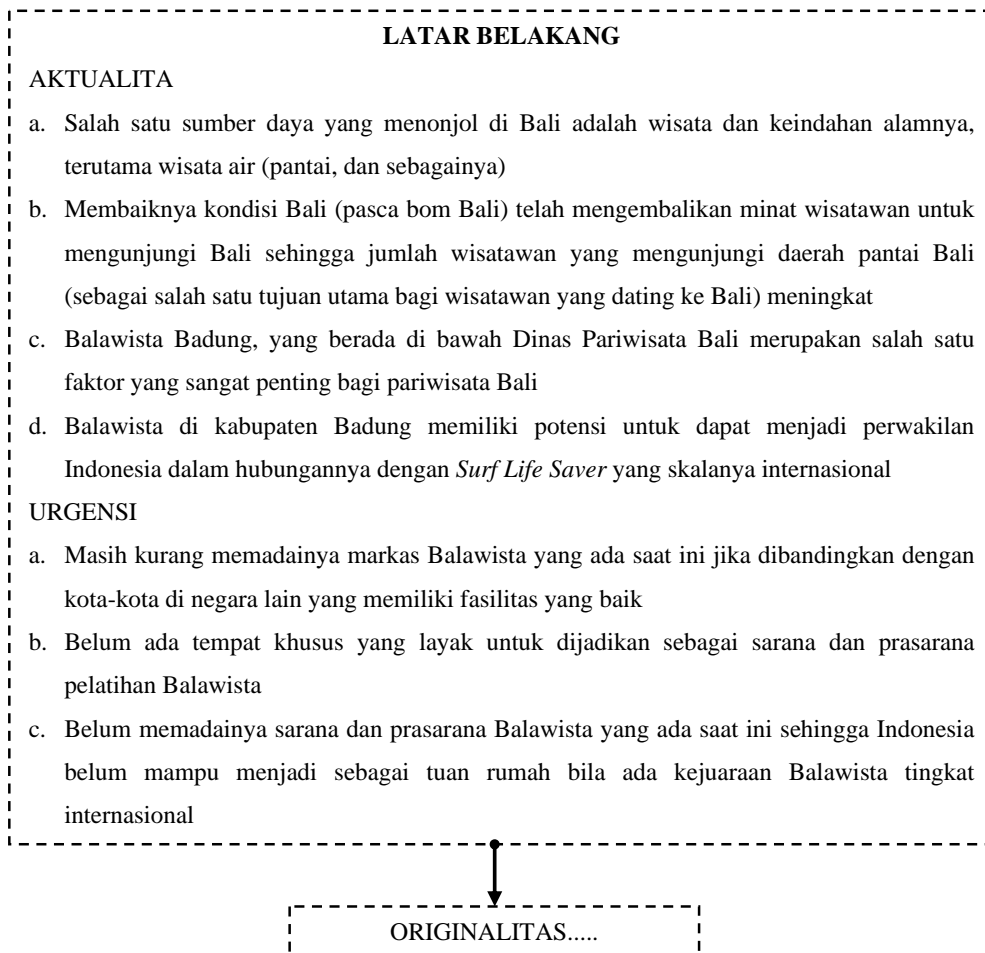 LATAR BELAKANG
AKTUALITA
a. Salah satu sumber daya yang menonjol di Bali adalah wisata dan keindahan alamnya,
terutama wisata air (pantai, dan sebagainya)
b. Membaiknya kondisi Bali (pasca bom Bali) telah mengembalikan minat wisatawan untuk
mengunjungi Bali sehingga jumlah wisatawan yang mengunjungi daerah pantai Bali
(sebagai salah satu tujuan utama bagi wisatawan yang dating ke Bali) meningkat
c. Balawista Badung, yang berada di bawah Dinas Pariwisata Bali merupakan salah satu
faktor yang sangat penting bagi pariwisata Bali
d. Balawista di kabupaten Badung memiliki potensi untuk dapat menjadi perwakilan
Indonesia dalam hubungannya dengan Surf Life Saver yang skalanya internasional
URGENSI
a. Masih kurang memadainya markas Balawista yang ada saat ini jika dibandingkan dengan
kota-kota di negara lain yang memiliki fasilitas yang baik
b. Belum ada tempat khusus yang layak untuk dijadikan sebagai sarana dan prasarana
pelatihan Balawista
c. Belum memadainya sarana dan prasarana Balawista yang ada saat ini sehingga Indonesia
belum mampu menjadi sebagai tuan rumah bila ada kejuaraan Balawista tingkat
internasional
ORIGINALITAS.....